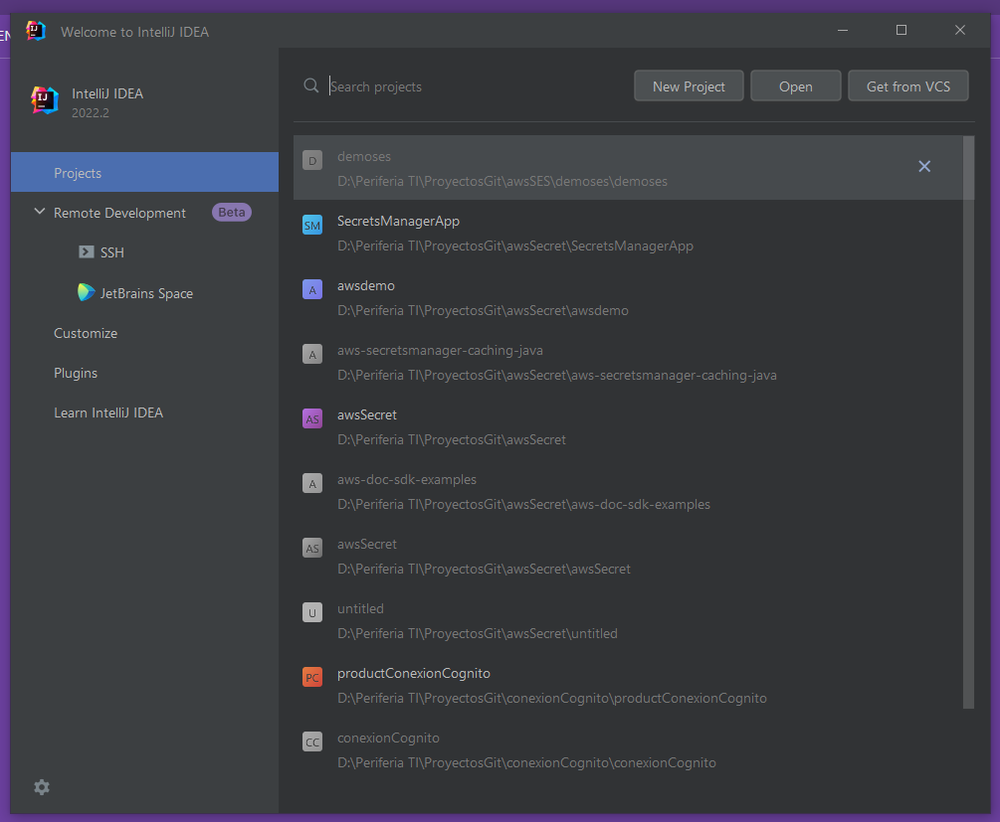 EN
Welcome to IntelliJ IDEA
IJ
IntelliJ IDEA
2022.2
Projects
Remote Development Beta
SSH
JetBrains Space
Customize
Plugins
Learn IntelliJ IDEA
Search projects
New Project
Open
Get from VCS
D demoses
D:\Periferia TI\ProyectosGit\awsSES\demoses\demoses
SM SecretsManagerApp
D:\Periferia TI\ProyectosGit\awsSecret\SecretsManagerApp
A awsdemo
D:\Periferia TI\ProyectosGit\awsSecret\awsdemo
A aws-secretsmanager-caching-java
D:\Periferia TI\ProyectosGit\awsSecret\aws-secretsmanager-caching-java
AS awsSecret
D:\Periferia TI\ProyectosGit\awsSecret
A aws-doc-sdk-examples
D:\Periferia TI\ProyectosGit\awsSecret\aws-doc-sdk-examples
AS awsSecret
D:\Periferia TI\ProyectosGit\awsSecret\awsSecret
U untitled
D:\Periferia TI\ProyectosGit\awsSecret\untitled
PC productConexionCognito
D:\Periferia TI\ProyectosGit\conexionCognito\productConexionCognito
CC conexionCognito
D:\Periferia TI\ProyectosGit\conexionCognito\conexionCognito